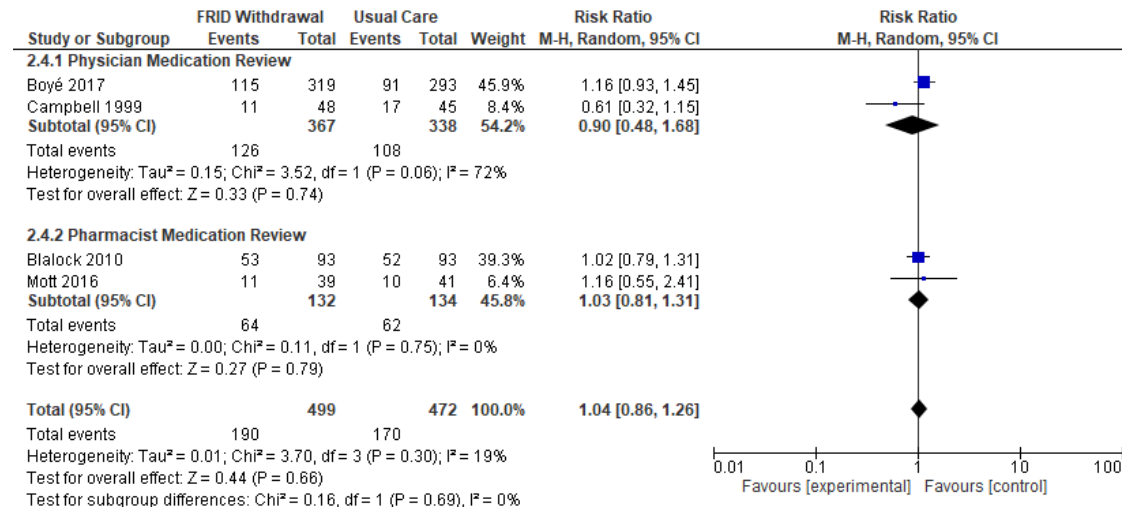 FRID Withdrawal Usual Care Risk Ratio Risk Ratio
Study or Subgroup Events Total Events Total Weight M-H, Random, 95% CI M-H, Random, 95% CI
2.4.1 Physician Medication Review
Boyé 2017 115 319 91 293 45.9% 1.16 [0.93, 1.45]
Campbell 1999 11 48 17 45 8.4% 0.61 [0.32, 1.15]
Subtotal (95% CI) 367 338 54.2% 0.90 [0.48, 1.68]
Total events 126 108
Heterogeneity: Tau² = 0.15; Chi² = 3.52, df = 1 (P = 0.06); I² = 72%
Test for overall effect: Z = 0.33 (P = 0.74)
2.4.2 Pharmacist Medication Review
Blalock 2010 53 93 52 93 39.3% 1.02 [0.79, 1.31]
Mott 2016 11 39 10 41 6.4% 1.16 [0.55, 2.41]
Subtotal (95% CI) 132 134 45.8% 1.03 [0.81, 1.31]
Total events 64 62
Heterogeneity: Tau² = 0.00; Chi² = 0.11, df = 1 (P = 0.75); I² = 0%
Test for overall effect: Z = 0.27 (P = 0.79)
Total (95% CI) 499 472 100.0% 1.04 [0.86, 1.26]
Total events 190 170
Heterogeneity: Tau² = 0.01; Chi² = 3.70, df = 3 (P = 0.30); I² = 19%
Test for overall effect: Z = 0.44 (P = 0.66)
Test for subgroup differences: Chi² = 0.16, df = 1 (P = 0.69), I² = 0%
0.01 0.1 1 10 100
Favours [experimental] Favours [control]